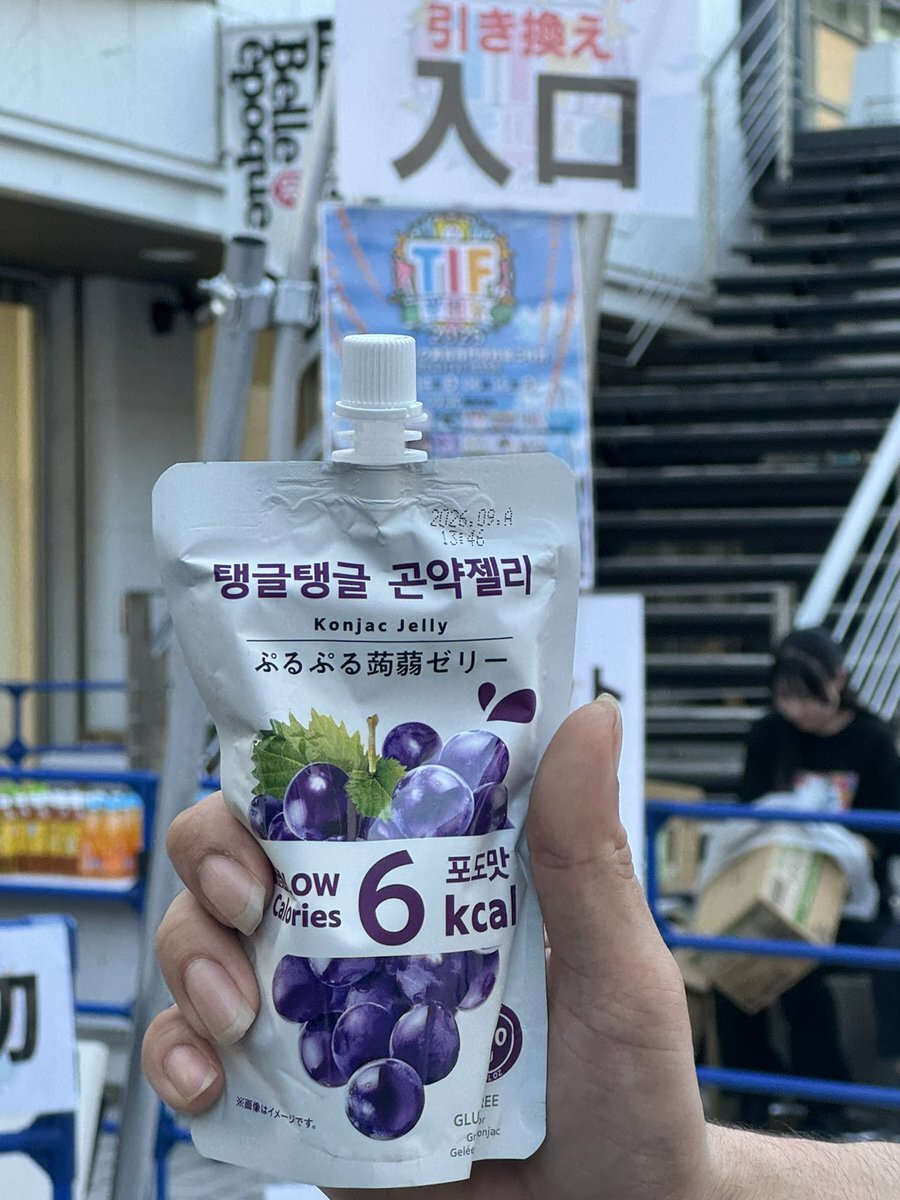 Belle
époque
引き換え
入口
TIF
2023
2026.09.A
13:46
탱글탱글 곤약젤리
Konjac Jelly
ぷるぷる蒟蒻ゼリー
LOW
Calories
6
포도맛
kcal
※画像はイメージです。